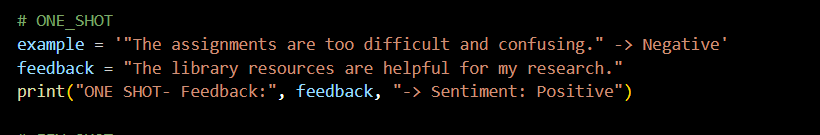 # ONE_SHOT
example = '"The assignments are too difficult and confusing." -> Negative'
feedback = "The library resources are helpful for my research."
print("ONE SHOT- Feedback:", feedback, "-> Sentiment: Positive")